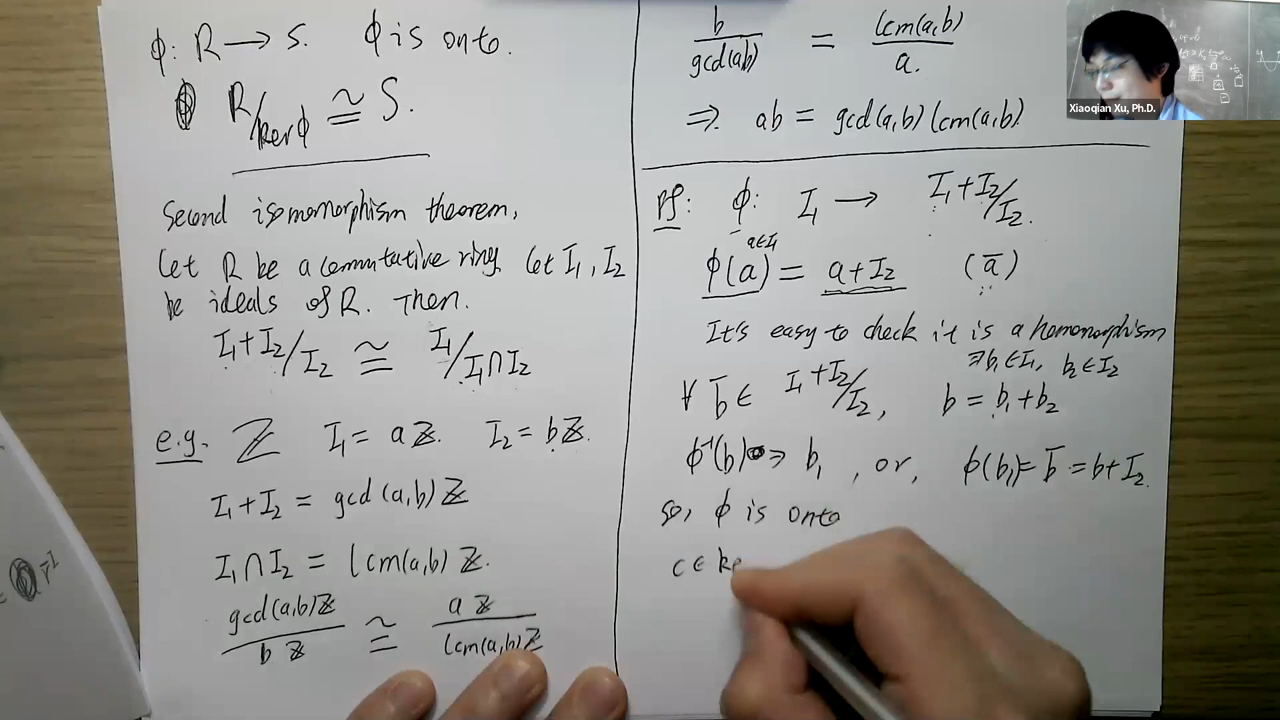 ϕ: R → S. ϕ is onto.
R/kerϕ ≅ S.
Second isomomorphism theorem,
Let R be a commutative ring. Let I₁, I₂
be ideals of R. Then.
I₁+I₂/I₂ ≅ I₁/I₁∩I₂
e.g. ℤ I₁ = aℤ. I₂ = bℤ.
I₁+I₂ = gcd(a,b)ℤ
I₁∩I₂ = lcm(a,b)ℤ.
gcd(a,b)ℤ/bℤ ≅ aℤ/lcm(a,b)ℤ
b/gcd(a,b) = lcm(a,b)/a.
⇒ ab = gcd(a,b) lcm(a,b)
Pf: ϕ: I₁ → I₁+I₂/I₂.
a∈I₁
ϕ(a) = a+I₂ (ā)
It's easy to check it is a homomorphism
∃b₁∈I₁, b₂∈I₂
∀ b̄ ∈ I₁+I₂/I₂, b = b₁+b₂
ϕ⁻¹(b) ⇒ b₁, or, ϕ(b₁) = b̄ = b+I₂.
so, ϕ is onto
c ∈ ke
Xiaoqian Xu, Ph.D.